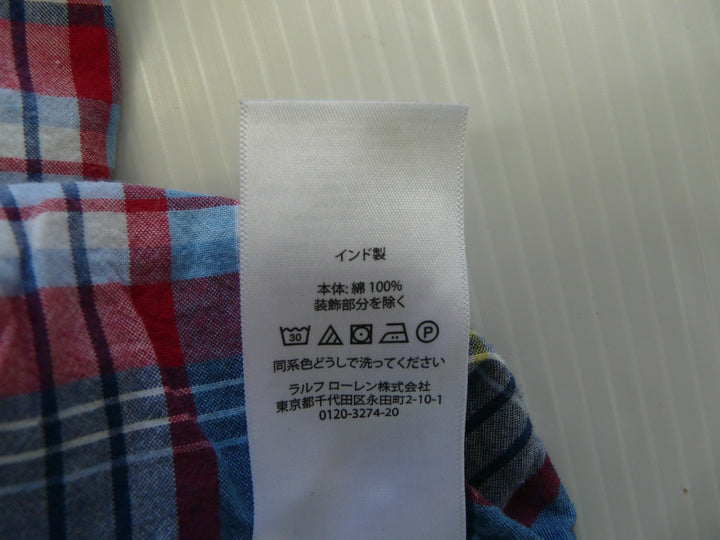 インド製
本体: 綿 100%
装飾部分を除く
30 P
同系色どうしで洗ってください
ラルフ ローレン株式会社
東京都千代田区永田町2-10-1
0120-3274-20